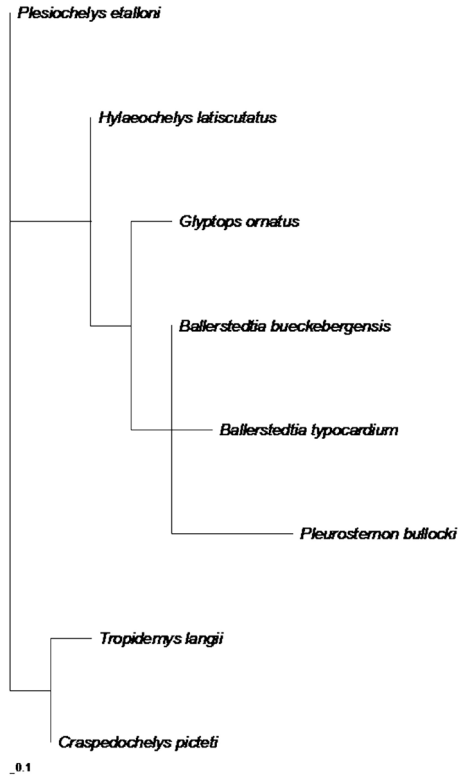 Plesiochelys etalloni
Hylaeochelys latiscutatus
Glyptops ornatus
Ballerstedtia bueckebergensis
Ballerstedtia typocardium
Pleurosternon bullocki
Tropidemys langii
Craspedochelys picteti
0.1